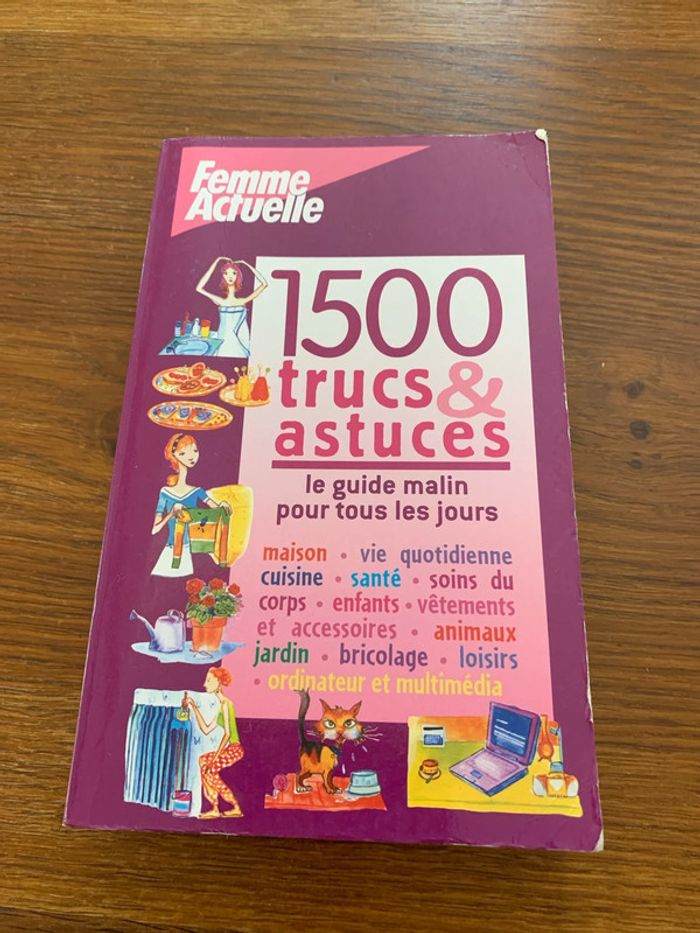 Femme
Actuelle
1500
trucs &
astuces
le guide malin
pour tous les jours
maison • vie quotidienne
cuisine • santé • soins du
corps • enfants • vêtements
et accessoires • animaux
jardin • bricolage • loisirs
• ordinateur et multimédia